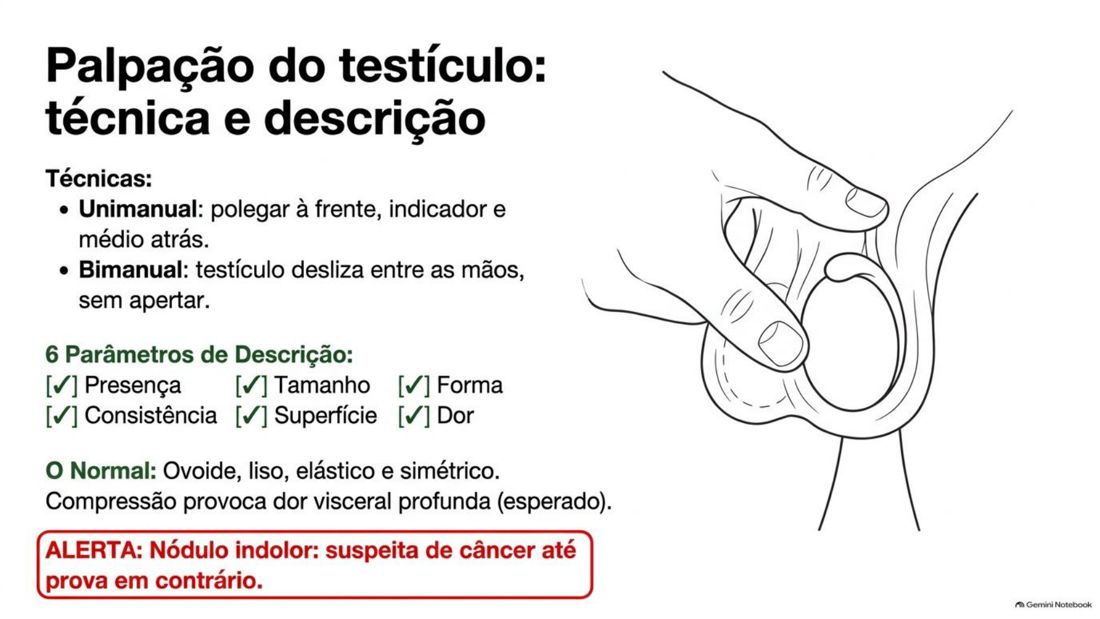 Palpação do testículo:
técnica e descrição
Técnicas:
• Unimanual: polegar à frente, indicador e
médio atrás.
• Bimanual: testículo desliza entre as mãos,
sem apertar.
6 Parâmetros de Descrição:
[✓] Presença [✓] Tamanho [✓] Forma
[✓] Consistência [✓] Superfície [✓] Dor
O Normal: Ovoide, liso, elástico e simétrico.
Compressão provoca dor visceral profunda (esperado).
ALERTA: Nódulo indolor: suspeita de câncer até
prova em contrário.
Gemini Notebook